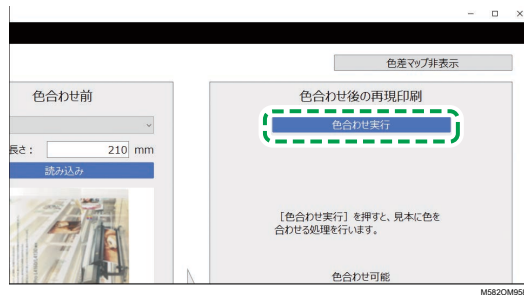 色差マップ非表示
色合わせ前
長さ： 210 mm
読み込み
色合わせ後の再現印刷
色合わせ実行
［色合わせ実行］を押すと、見本に色を
合わせる処理を行います。
色合わせ可能